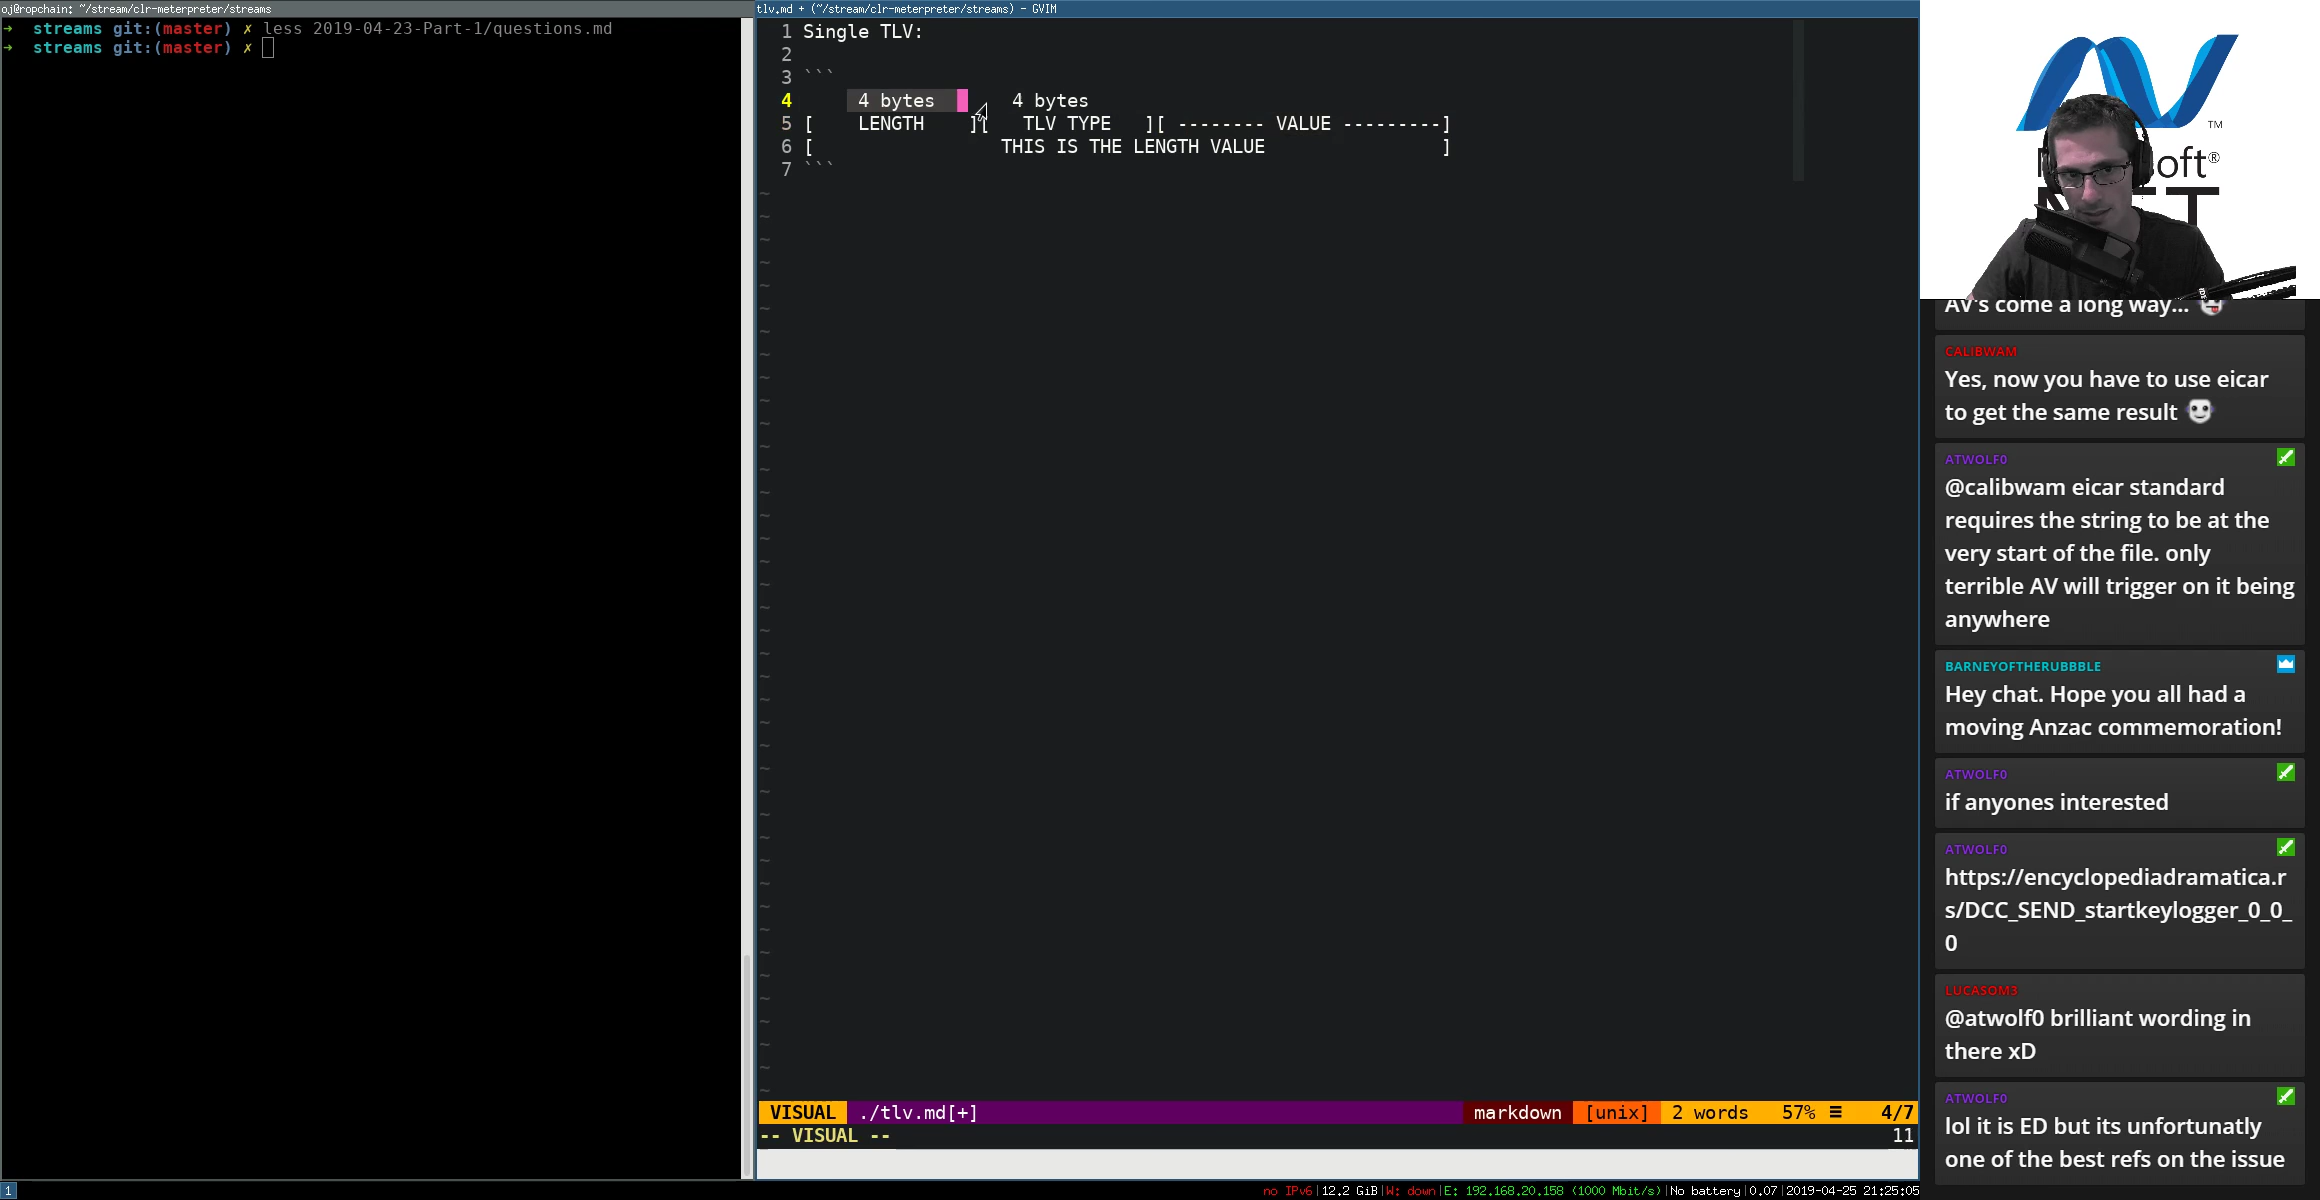 oj@ropchain: ~/stream/clr-meterpreter/streams
➜ streams git:(master) ✗ less 2019-04-23-Part-1/questions.md
➜ streams git:(master) ✗
tlv.md + (~/stream/clr-meterpreter/streams) - GVIM
1 Single TLV:
2
3 ```
4 4 bytes 4 bytes
5 [ LENGTH ][ TLV TYPE ][ -------- VALUE ---------]
6 [ THIS IS THE LENGTH VALUE ]
7 ```
VISUAL ./tlv.md[+] markdown [unix] 2 words 57% ≡ 4/7
-- VISUAL -- 11
TM
oft®
AV's come a long way...
CALIBWAM
Yes, now you have to use eicar
to get the same result
ATWOLF0
@calibwam eicar standard
requires the string to be at the
very start of the file. only
terrible AV will trigger on it being
anywhere
BARNEYOFTHERUBBBLE
Hey chat. Hope you all had a
moving Anzac commemoration!
ATWOLF0
if anyones interested
ATWOLF0
https://encyclopediadramatica.r
s/DCC_SEND_startkeylogger_0_0_
0
LUCASOM3
@atwolf0 brilliant wording in
there xD
ATWOLF0
lol it is ED but its unfortunatly
one of the best refs on the issue
1
no IPv6|12.2 GiB|W: down|E: 192.168.20.158 (1000 Mbit/s)|No battery|0.07|2019-04-25 21:25:05